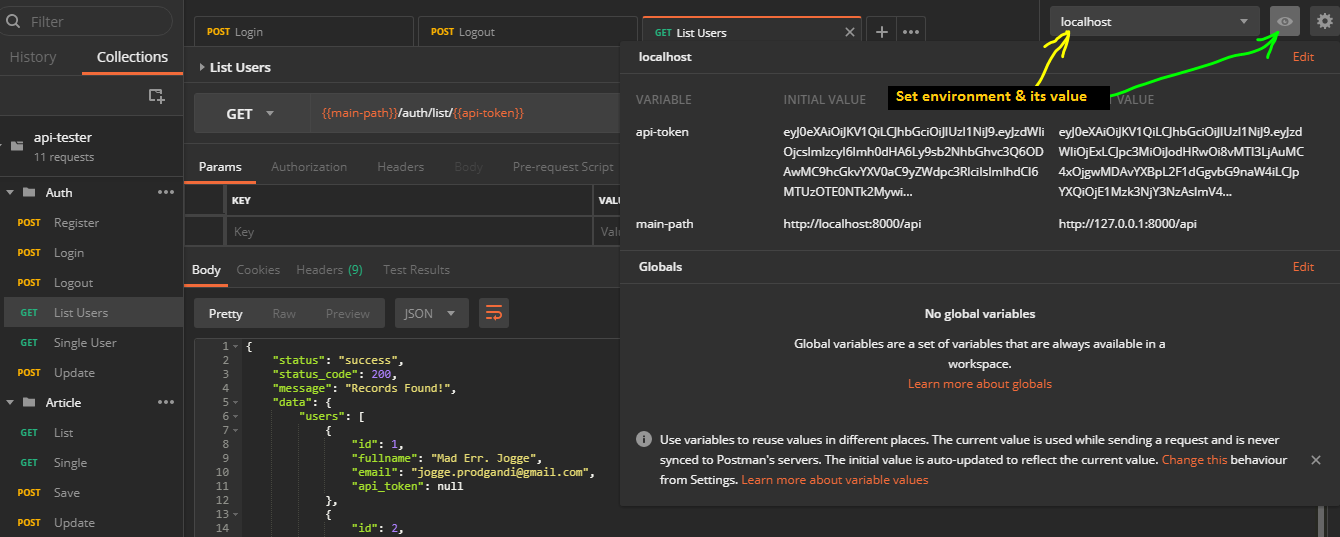 Filter
History Collections
api-tester
11 requests
Auth
POST Register
POST Login
POST Logout
GET List Users
GET Single User
POST Update
Article
GET List
GET Single
POST Save
POST Update
POST Login POST Logout GET List Users
List Users
GET {{main-path}}/auth/list/{{api-token}}
Params Authorization Headers Body Pre-request Script
KEY VALU
Key Valu
Body Cookies Headers (9) Test Results
Pretty Raw Preview JSON
1 {
2 "status": "success",
3 "status_code": 200,
4 "message": "Records Found!",
5 "data": {
6 "users": [
7 {
8 "id": 1,
9 "fullname": "Mad Err. Jogge",
10 "email": "jogge.prodgandi@gmail.com",
11 "api_token": null
12 },
13 {
14 "id": 2,
localhost
localhost Edit
Set environment & its value
VARIABLE INITIAL VALUE VALUE
api-token
main-path http://localhost:8000/api http://127.0.0.1:8000/api
Globals Edit
No global variables
Global variables are a set of variables that are always available in a
workspace.
Learn more about globals
Use variables to reuse values in different places. The current value is used while sending a request and is never
synced to Postman's servers. The initial value is auto-updated to reflect the current value. Change this behaviour
from Settings. Learn more about variable values